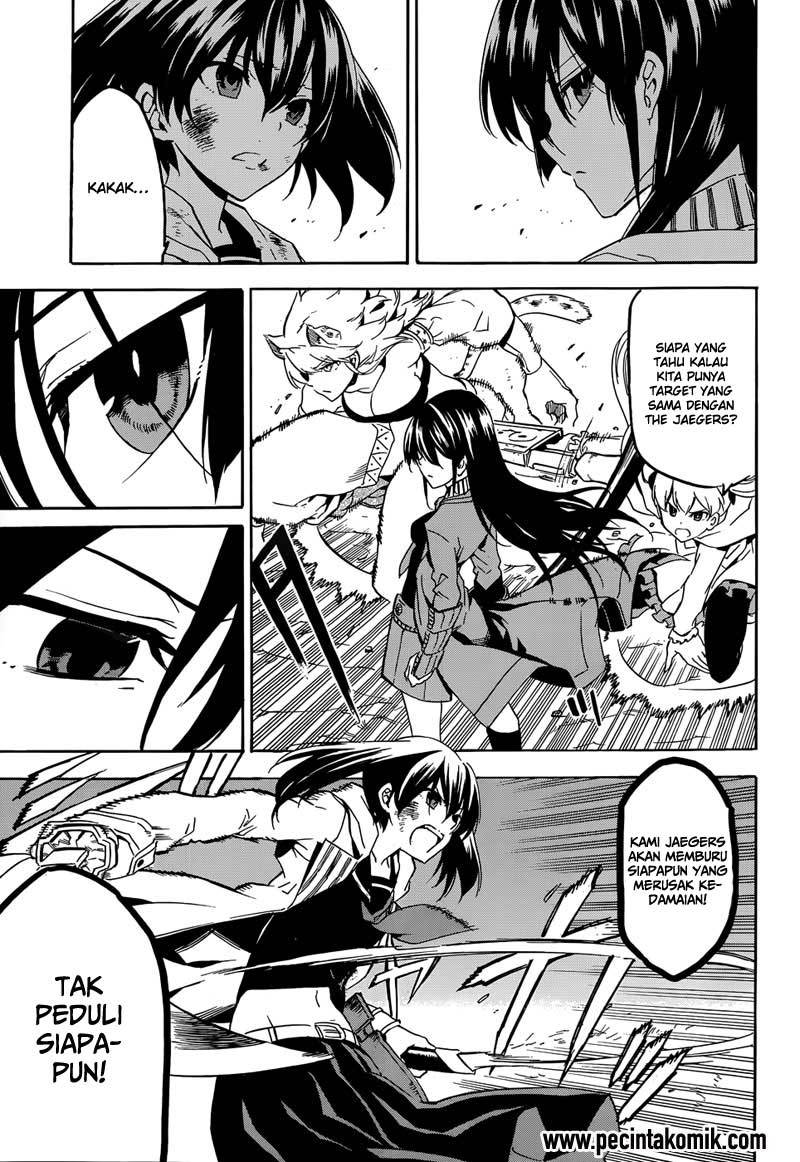 KAKAK...
SIAPA YANG
TAHU KALAU
KITA PUNYA
TARGET YANG
SAMA DENGAN
THE JAEGERS?
KAMI JAEGERS
AKAN MEMBURU
SIAPAPUN YANG
MERUSAK KE-
DAMAIAN!
TAK
PEDULI
SIAPA-
PUN!
www.pecintakomik.com